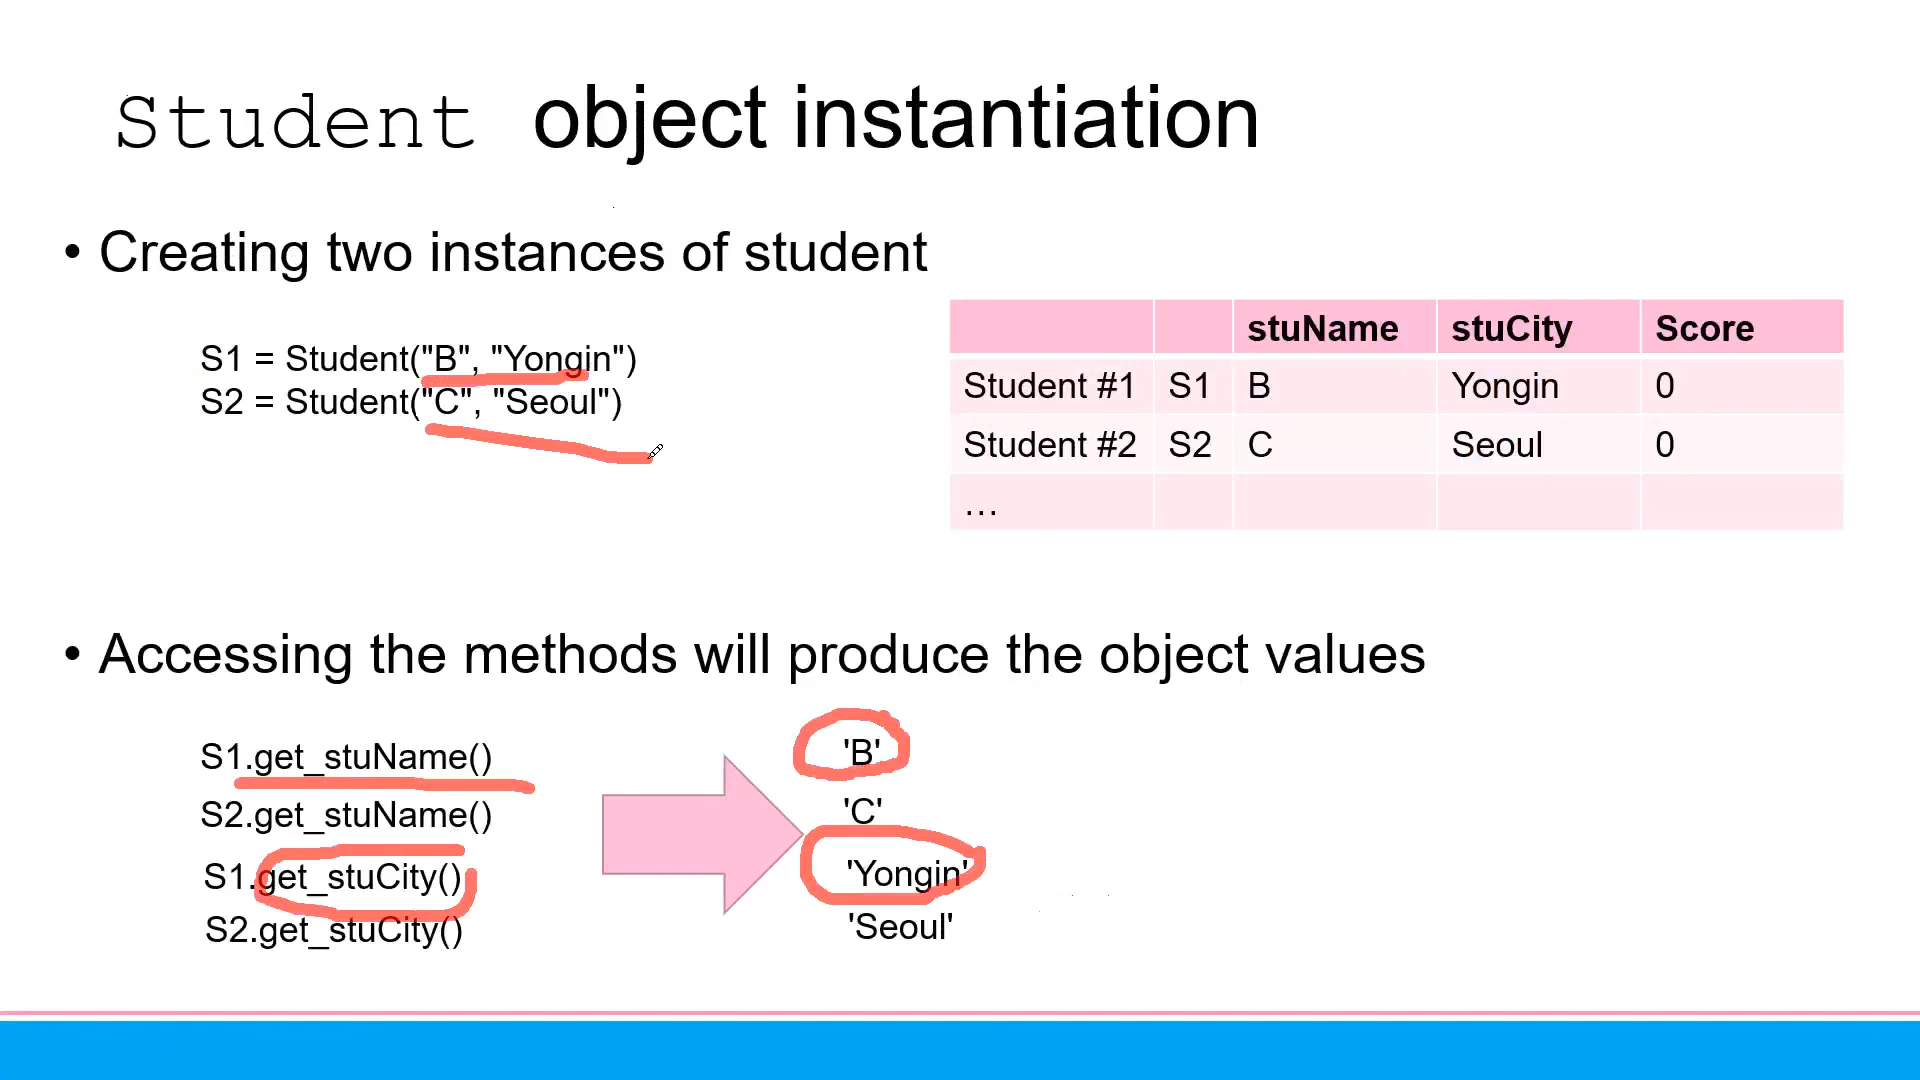 Student object instantiation
• Creating two instances of student
S1 = Student("B", "Yongin")
S2 = Student("C", "Seoul")
stuName stuCity Score
Student #1 S1 B Yongin 0
Student #2 S2 C Seoul 0
…
• Accessing the methods will produce the object values
S1.get_stuName()
S2.get_stuName()
S1.get_stuCity()
S2.get_stuCity()
'B'
'C'
'Yongin'
'Seoul'